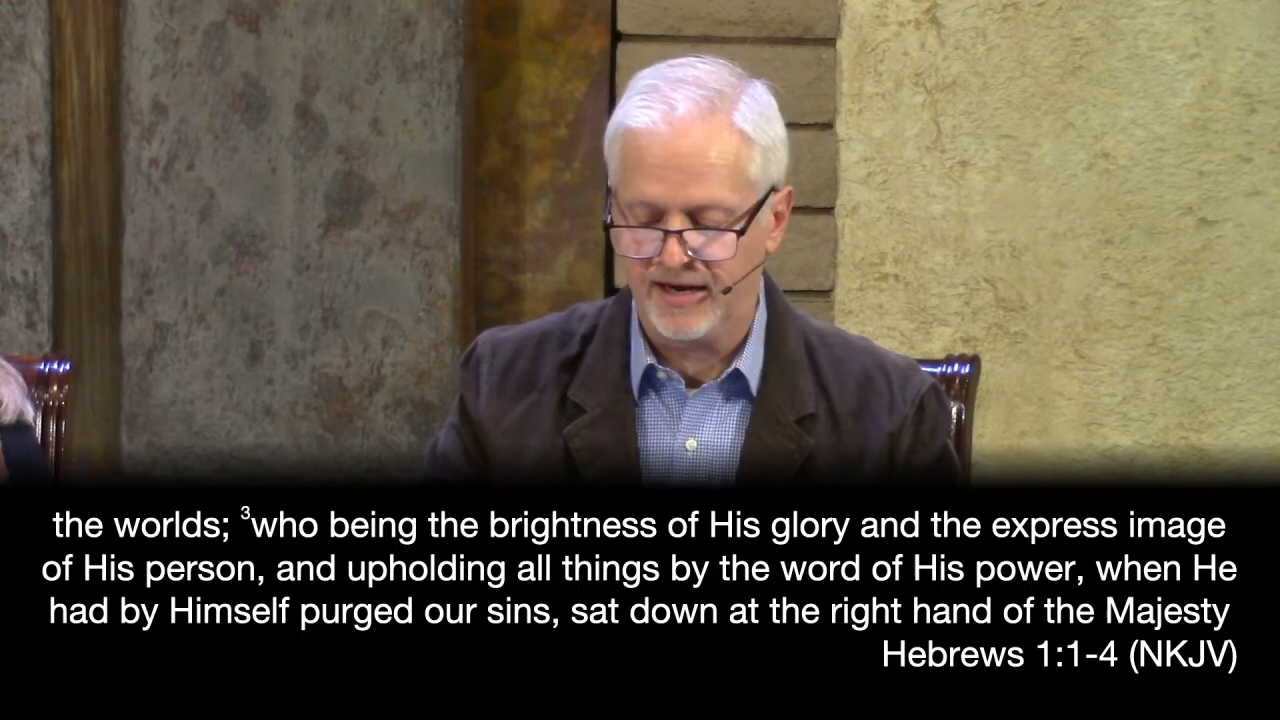 the worlds; ³who being the brightness of His glory and the express image
of His person, and upholding all things by the word of His power, when He
had by Himself purged our sins, sat down at the right hand of the Majesty
Hebrews 1:1-4 (NKJV)